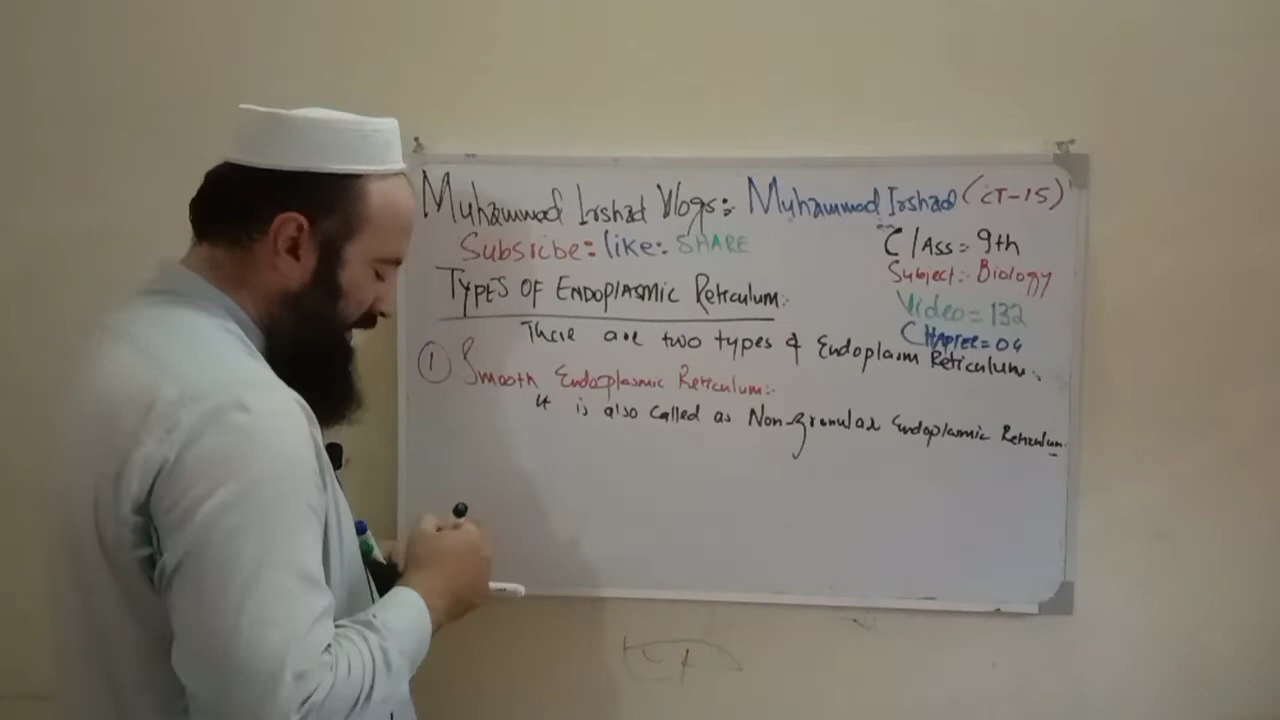 Muhammad Irshad Vlogs:- Muhammad Irshad (CT-15)
Subsribe: like: SHARE
Class = 9th
Subject:- Biology
Video = 132
CHAPTER = 04
TYPES OF ENDOPLASMIC Reticulum:-
There are two types of Endoplasm Reticulum:.
① Smooth Endoplasmic Reticulum:-
It is also called as Non-granular Endoplasmic Reticulum.